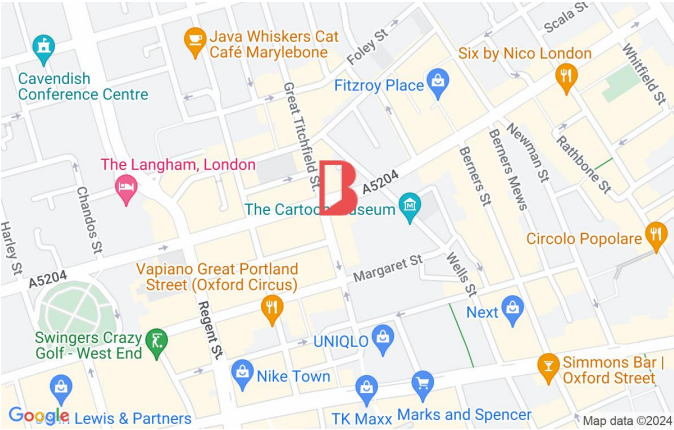 Scala St
Java Whiskers Cat
Café Marylebone
Foley St
Six by Nico London
Whitfield St
Cavendish
Conference Centre
Fitzroy Place
Great Titchfield St.
Newman St
Rathbone St
Berners Mews
Berners St
The Langham, London
A5204
Chandos St
The Cartoon Museum
Harley St
Circolo Popolare
Wells St
Margaret St
A5204
Vapiano Great Portland
Street (Oxford Circus)
Regent St.
Next
Swingers Crazy
Golf - West End
UNIQLO
Simmons Bar |
Oxford Street
Nike Town
Google
John Lewis & Partners
TK Maxx
Marks and Spencer
Map data ©2024